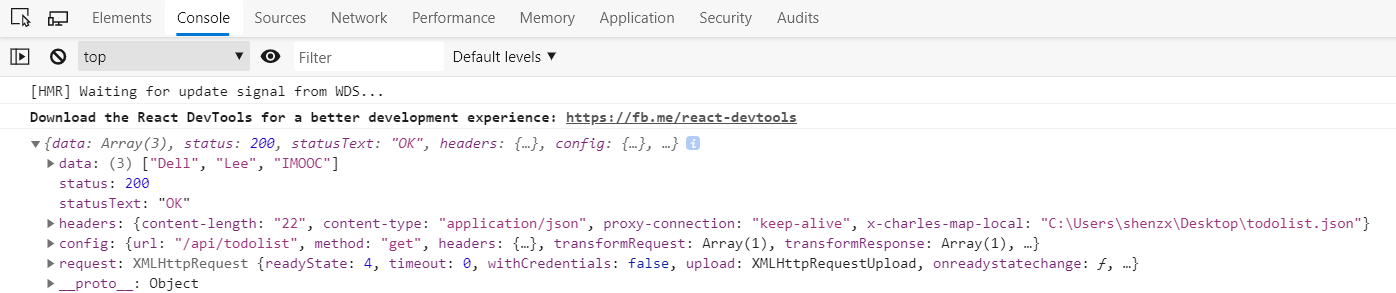 Elements Console Sources Network Performance Memory Application Security Audits
top Filter Default levels
[HMR] Waiting for update signal from WDS...
Download the React DevTools for a better development experience: https://fb.me/react-devtools
{data: Array(3), status: 200, statusText: "OK", headers: {…}, config: {…}, …}
data: (3) ["Dell", "Lee", "IMOOC"]
status: 200
statusText: "OK"
headers: {content-length: "22", content-type: "application/json", proxy-connection: "keep-alive", x-charles-map-local: "C:\Users\shenzx\Desktop\todolist.json"}
config: {url: "/api/todolist", method: "get", headers: {…}, transformRequest: Array(1), transformResponse: Array(1), …}
request: XMLHttpRequest {readyState: 4, timeout: 0, withCredentials: false, upload: XMLHttpRequestUpload, onreadystatechange: ƒ, …}
__proto__: Object